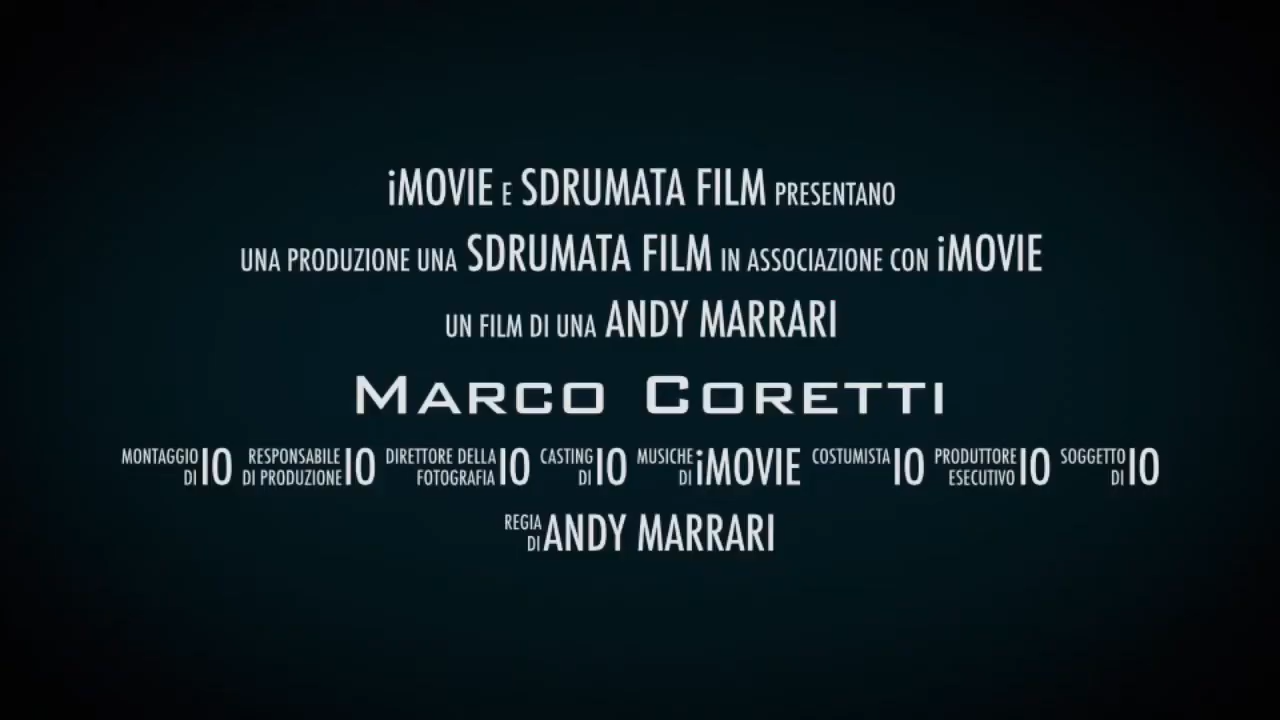 iMOVIE E SDRUMATA FILM PRESENTANO
UNA PRODUZIONE UNA SDRUMATA FILM IN ASSOCIAZIONE CON iMOVIE
UN FILM DI UNA ANDY MARRARI
MARCO CORETTI
MONTAGGIO DI IO RESPONSABILE DI PRODUZIONE IO DIRETTORE DELLA FOTOGRAFIA IO CASTING DI IO MUSICHE DI iMOVIE COSTUMISTA IO PRODUTTORE ESECUTIVO IO SOGGETTO DI IO
REGIA DI ANDY MARRARI